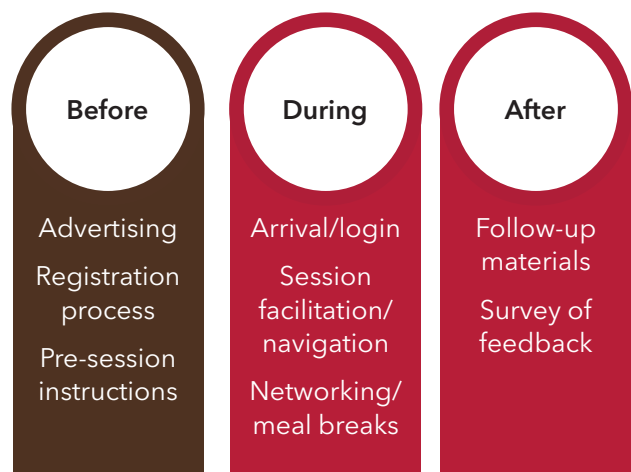 Before
Advertising
Registration
process
Pre-session
instructions
During
Arrival/login
Session
facilitation/
navigation
Networking/
meal breaks
After
Follow-up
materials
Survey of
feedback